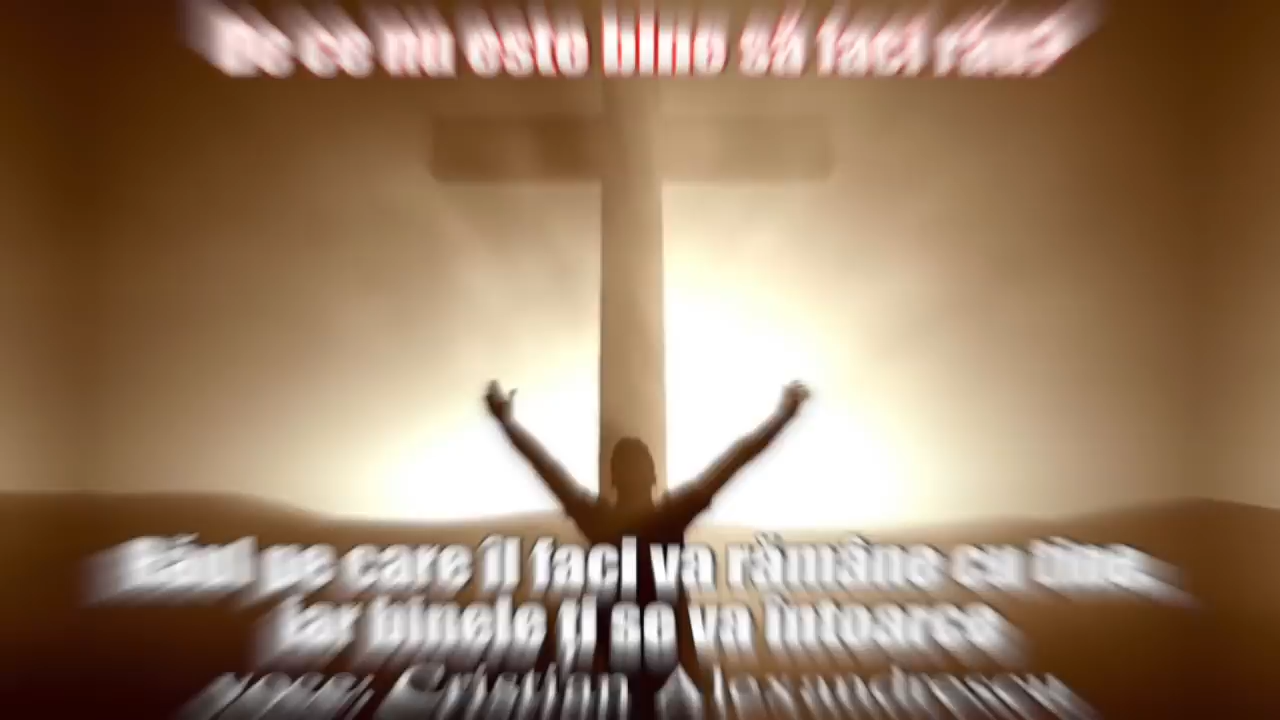 De ce nu este bine să faci rău?
Răul pe care îl faci va rămâne cu tine,
iar binele ți se va întoarce
Cristian